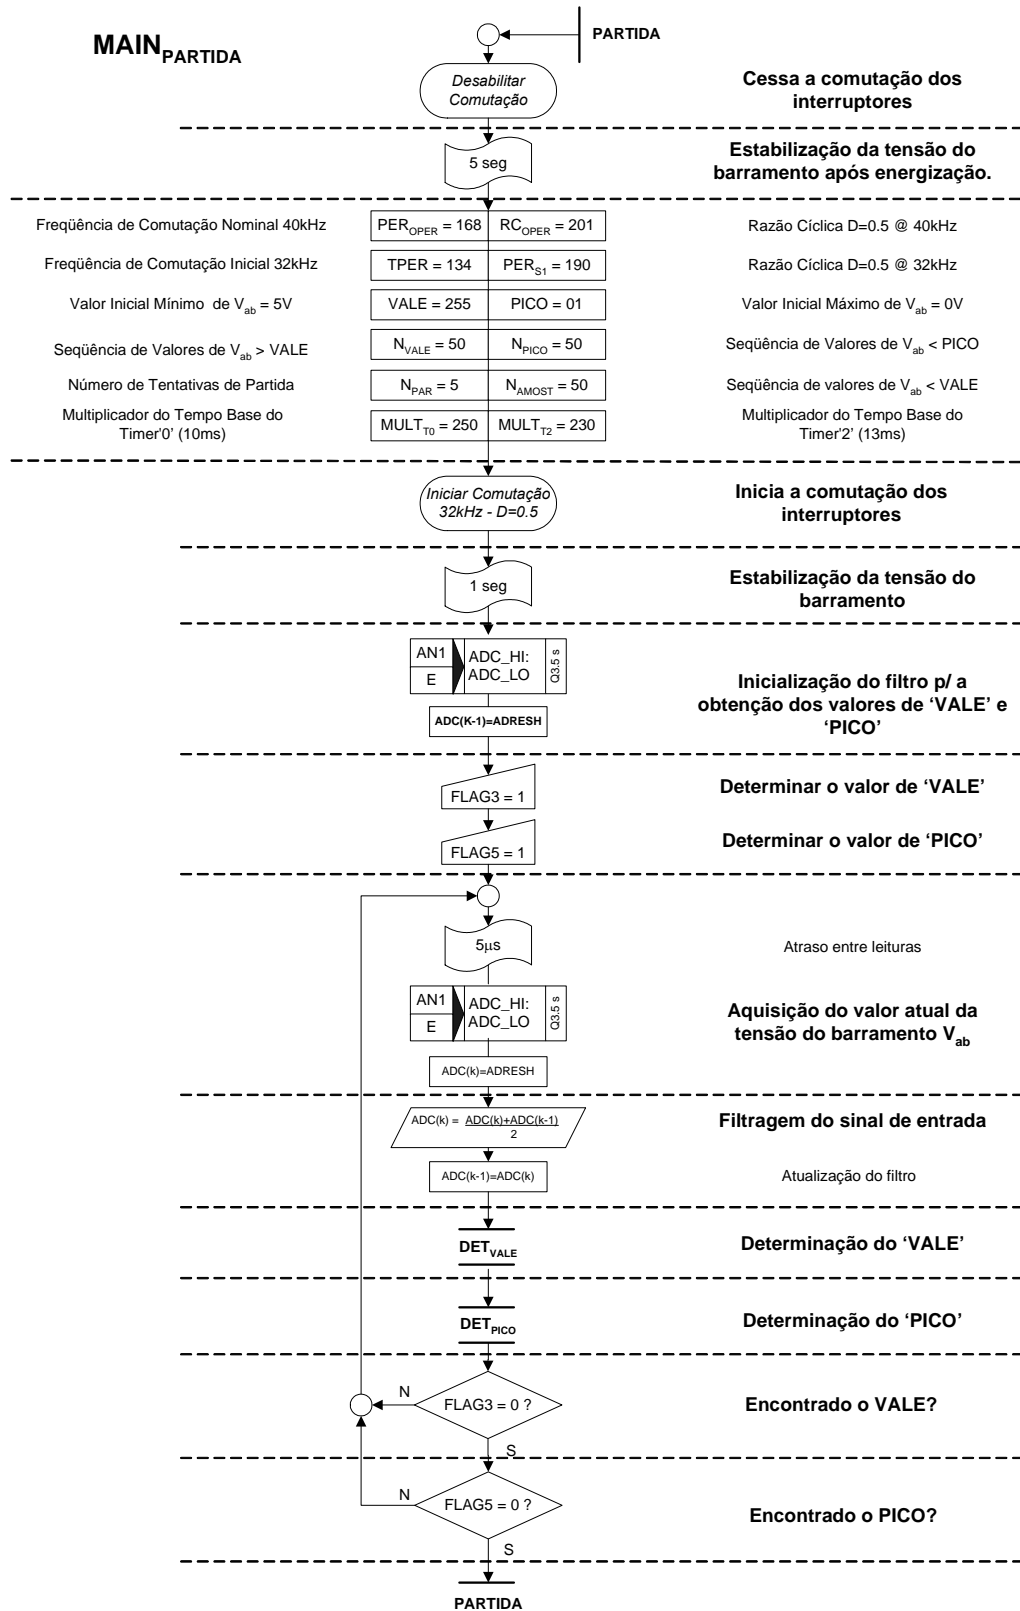 MAIN_PARTIDA
PARTIDA
Desabilitar
Comutação
Cessa a comutação dos
interruptores
5 seg
Estabilização da tensão do
barramento após energização.
Freqüência de Comutação Nominal 40kHz
PER_OPER = 168
RC_OPER = 201
Razão Cíclica D=0.5 @ 40kHz
Freqüência de Comutação Inicial 32kHz
TPER = 134
PER_S1 = 190
Razão Cíclica D=0.5 @ 32kHz
Valor Inicial Mínimo de V_ab = 5V
VALE = 255
PICO = 01
Valor Inicial Máximo de V_ab = 0V
Seqüência de Valores de V_ab > VALE
N_VALE = 50
N_PICO = 50
Seqüência de Valores de V_ab < PICO
Número de Tentativas de Partida
N_PAR = 5
N_AMOST = 50
Seqüência de valores de V_ab < VALE
Multiplicador do Tempo Base do
Timer'0' (10ms)
MULT_T0 = 250
MULT_T2 = 230
Multiplicador do Tempo Base do
Timer'2' (13ms)
Iniciar Comutação
32kHz - D=0.5
Inicia a comutação dos
interruptores
1 seg
Estabilização da tensão do
barramento
AN1
E
ADC_HI:
ADC_LO
Q3.5 s
ADC(K-1)=ADRESH
Inicialização do filtro p/ a
obtenção dos valores de ‘VALE’ e
‘PICO’
FLAG3 = 1
Determinar o valor de ‘VALE’
FLAG5 = 1
Determinar o valor de ‘PICO’
5µs
Atraso entre leituras
AN1
E
ADC_HI:
ADC_LO
Q3.5 s
Aquisição do valor atual da
tensão do barramento V_ab
ADC(k)=ADRESH
ADC(k) = ADC(k)+ADC(k-1)
2
Filtragem do sinal de entrada
ADC(k-1)=ADC(k)
Atualização do filtro
DET_VALE
Determinação do ‘VALE’
DET_PICO
Determinação do ‘PICO’
N
FLAG3 = 0 ?
Encontrado o VALE?
S
N
FLAG5 = 0 ?
Encontrado o PICO?
S
PARTIDA